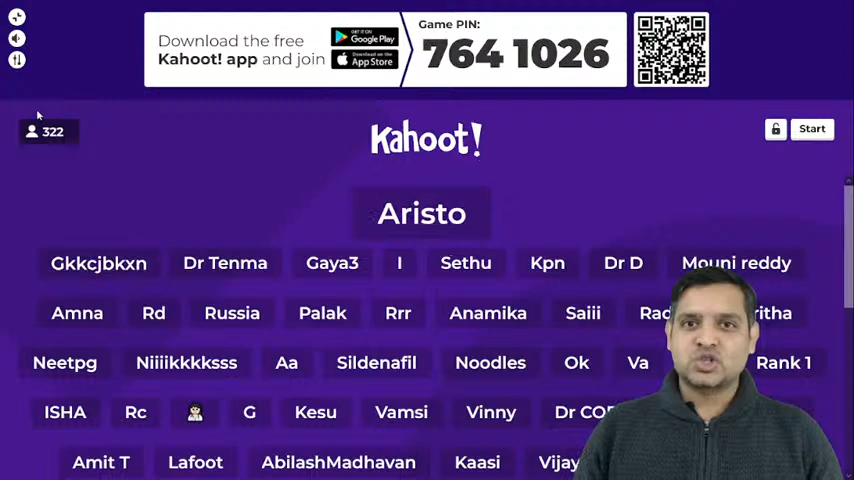 Download the free
Kahoot! app and join
GET IT ON
Google Play
Download on the
App Store
Game PIN:
764 1026
322
Kahoot!
Start
Aristo
Gkkcjbkxn Dr Tenma Gaya3 I Sethu Kpn Dr D Mouni reddy
Amna Rd Russia Palak Rrr Anamika Saiii
Neetpg Niiiikkkksss Aa Sildenafil Noodles Ok Va Rank 1
ISHA Rc G Kesu Vamsi Vinny Dr
Amit T Lafoot AbilashMadhavan Kaasi